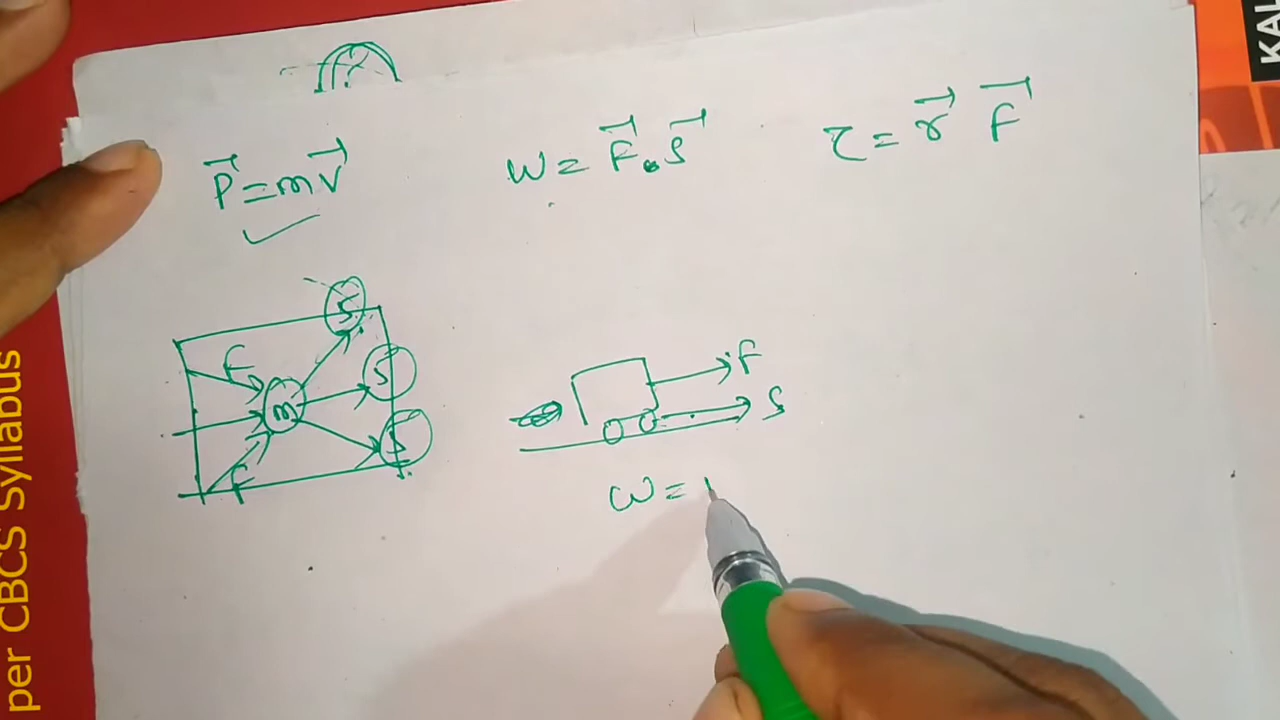 P⃗ = mv⃗
W = F⃗ . S⃗
τ = r⃗ F⃗
S
F
S
m
S
F
F
S
W =
per CBCS Syllabus
KAL